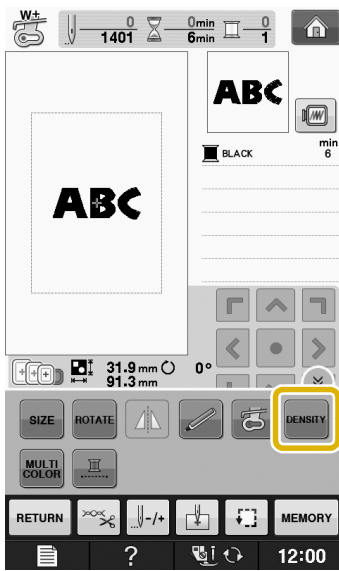 W±
0
1401
0min
6min
0
1
ABC
min
BLACK 6
ABC
31.9 mm 0°
91.3 mm
SIZE ROTATE DENSITY
MULTI
COLOR
RETURN -/+ MEMORY
? 12:00